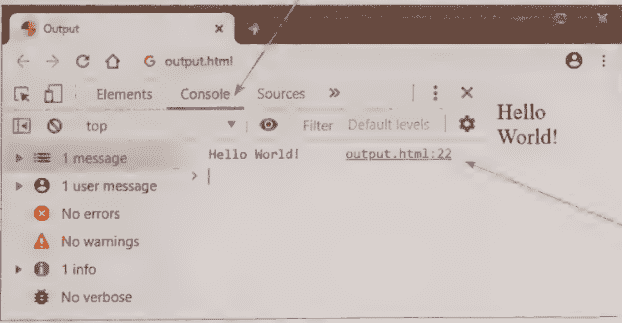 Output
output.html
Elements Console Sources
top Filter Default levels
Hello
World!
1 message
Hello World! output.html:22
1 user message
No errors
No warnings
1 info
No verbose